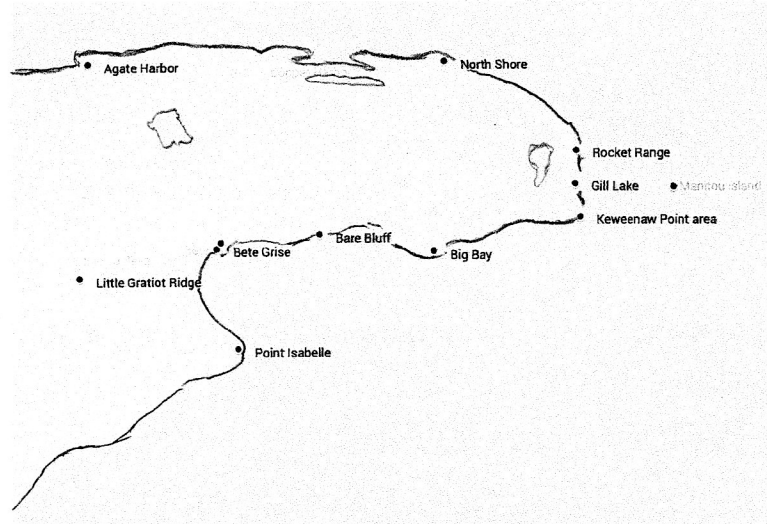 Agate Harbor
North Shore
Rocket Range
Gill Lake
Manitou Island
Keweenaw Point area
Bare Bluff
Bete Grise
Big Bay
Little Gratiot Ridge
Point Isabelle